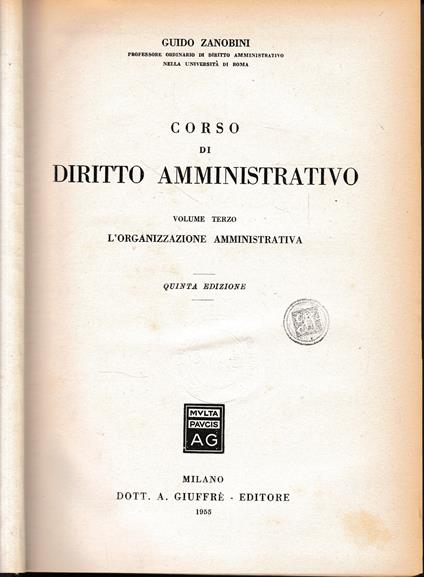 GUIDO ZANOBINI
PROFESSORE ORDINARIO DI DIRITTO AMMINISTRATIVO
NELLA UNIVERSITÀ DI ROMA
CORSO
DI
DIRITTO AMMINISTRATIVO
VOLUME TERZO
L'ORGANIZZAZIONE AMMINISTRATIVA
QUINTA EDIZIONE
MVLTA
PAVCIS
AG
MILANO
DOTT. A. GIUFFRÈ - EDITORE
1955